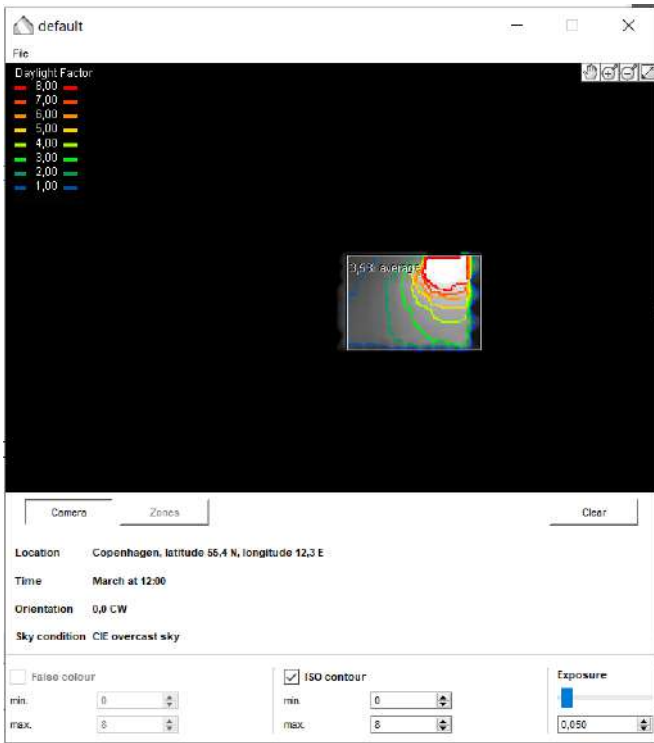 default
File
Daylight Factor
8,00
7,00
6,00
5,00
4,00
3,00
2,00
1,00
average
Camera Zones Clear
Location Copenhagen, latitude 55,4 N, longitude 12,3 E
Time March at 12:00
Orientation 0,0 CW
Sky condition CIE overcast sky
False colour ISO contour Exposure
min. 0 min. 0
max. 8 max. 8 0,050